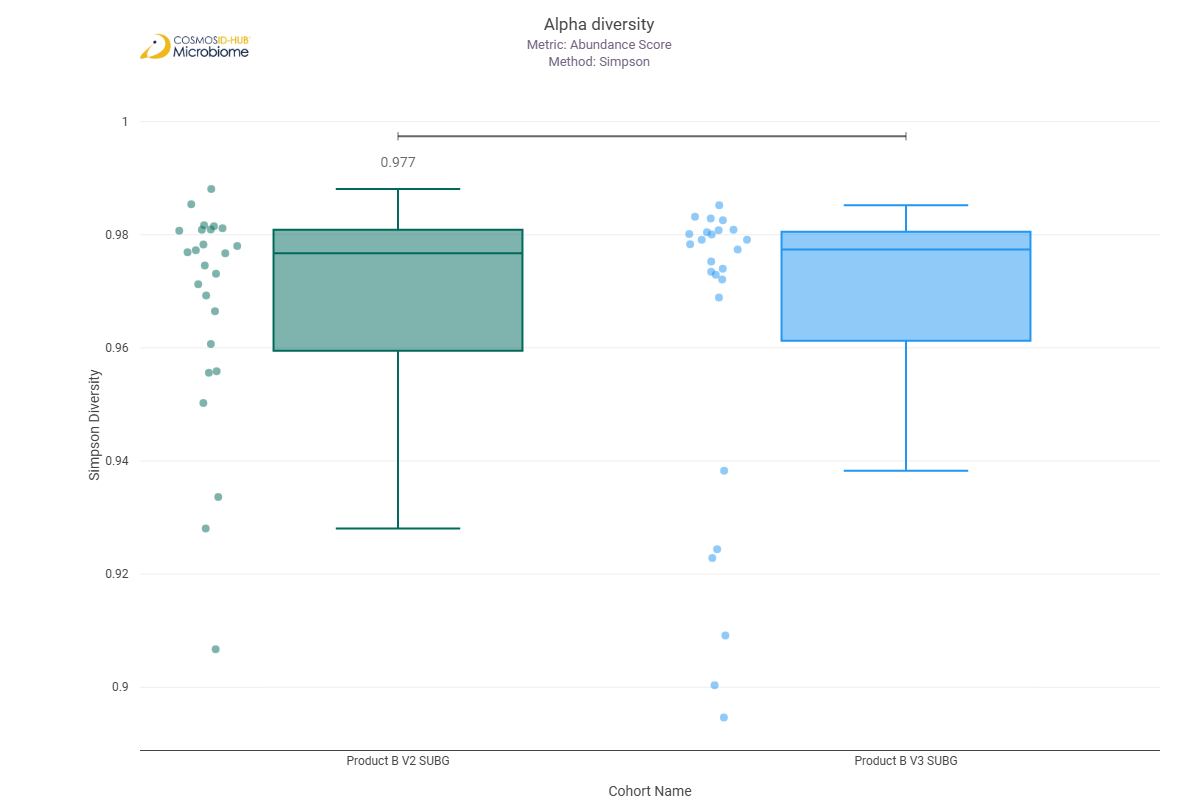 Alpha diversity
Metric: Abundance Score
Method: Simpson
COSMOSID-HUB
Microbiome
1
0.977
0.98
0.96
0.94
0.92
0.9
Simpson Diversity
Product B V2 SUBG
Product B V3 SUBG
Cohort Name